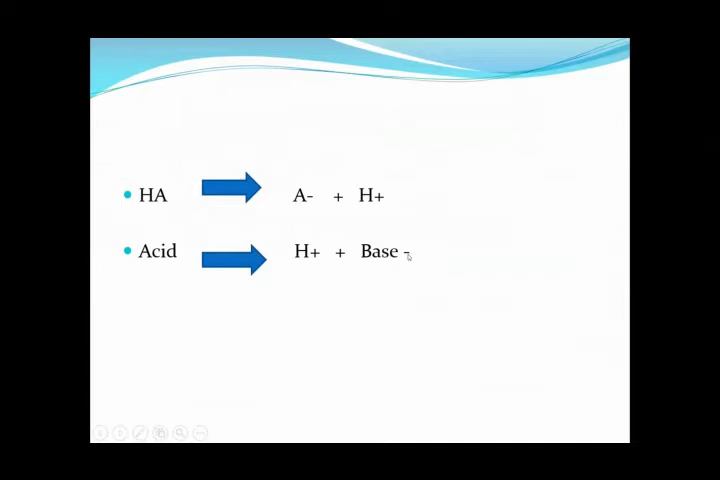 HA A- + H+
Acid H+ + Base -